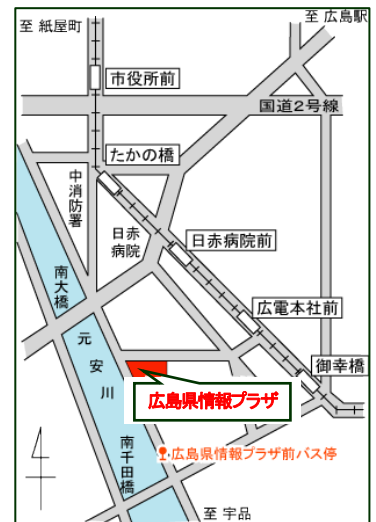 至 紙屋町
至 広島駅
市役所前
国道2号線
たかの橋
中消防署
日赤
病院
日赤病院前
南大橋
広電本社前
元安川
御幸橋
広島県情報プラザ
南千田橋
広島県情報プラザ前バス停
至 宇品